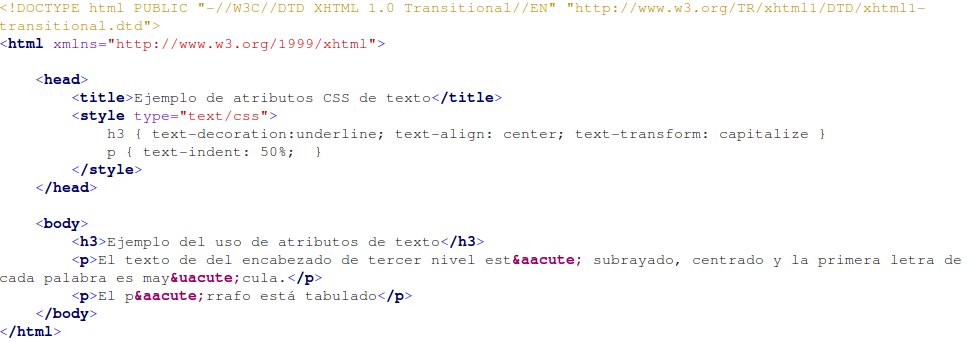 <!DOCTYPE html PUBLIC "-//W3C//DTD XHTML 1.0 Transitional//EN" "http://www.w3.org/TR/xhtml1/DTD/xhtml1-
transitional.dtd">
<html xmlns="http://www.w3.org/1999/xhtml">
<head>
<title>Ejemplo de atributos CSS de texto</title>
<style type="text/css">
h3 { text-decoration:underline; text-align: center; text-transform: capitalize }
p { text-indent: 50%;  }
</style>
</head>
<body>
<h3>Ejemplo del uso de atributos de texto</h3>
<p>El texto de del encabezado de tercer nivel est&aacute; subrayado, centrado y la primera letra de
cada palabra es may&uacute;cula.</p>
<p>El p&aacute;rrafo está tabulado</p>
</body>
</html>